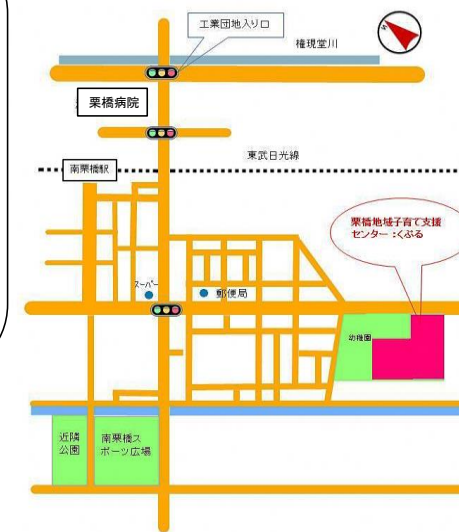 工業団地入り口
権現堂川
栗橋病院
東武日光線
南栗橋駅
栗橋地域子育て支援
センター：くぷる
スーパー
郵便局
幼稚園
近隣
公園
南栗橋ス
ポーツ広場